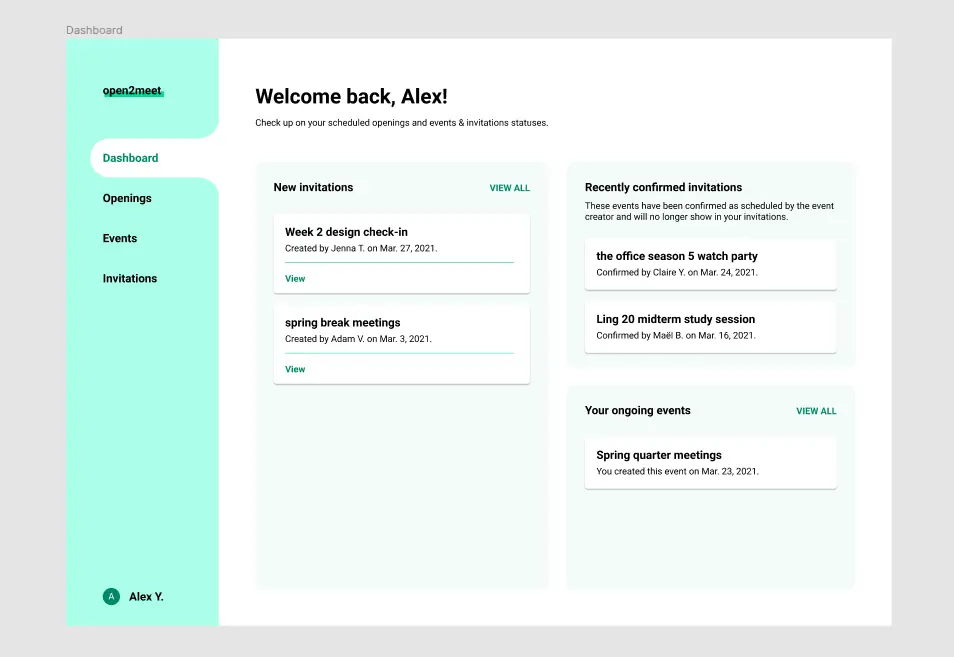 Dashboard
open2meet
Dashboard
Openings
Events
Invitations
A Alex Y.
Welcome back, Alex!
Check up on your scheduled openings and events & invitations statuses.
New invitations VIEW ALL
Week 2 design check-in
Created by Jenna T. on Mar. 27, 2021.
View
spring break meetings
Created by Adam V. on Mar. 3, 2021.
View
Recently confirmed invitations
These events have been confirmed as scheduled by the event
creator and will no longer show in your invitations.
the office season 5 watch party
Confirmed by Claire Y. on Mar. 24, 2021.
Ling 20 midterm study session
Confirmed by Maël B. on Mar. 16, 2021.
Your ongoing events VIEW ALL
Spring quarter meetings
You created this event on Mar. 23, 2021.